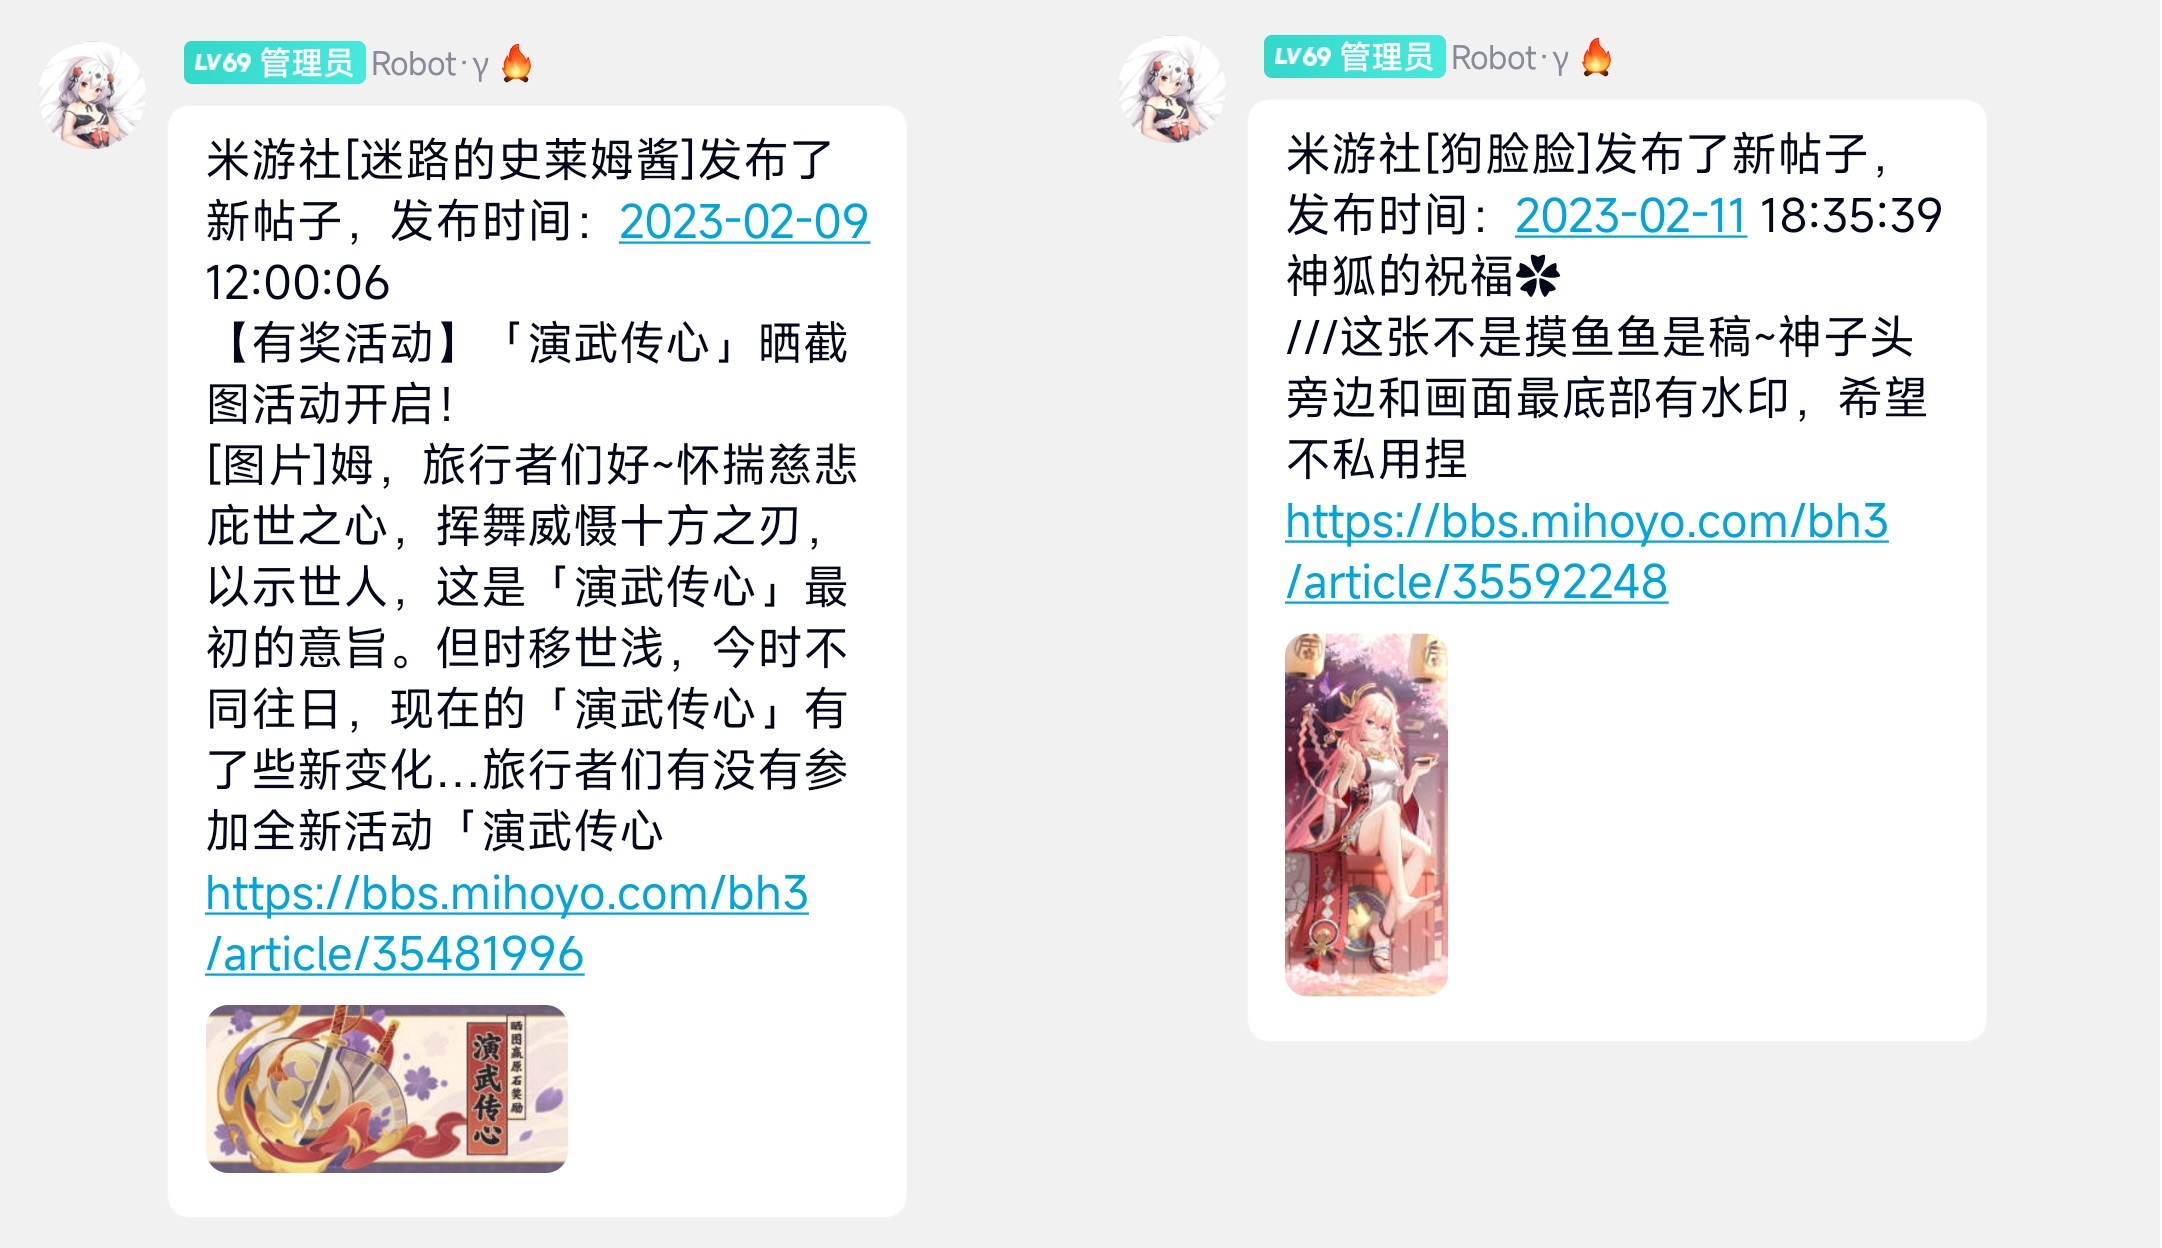 LV69 管理员 Robot·γ🔥
米游社[迷路的史莱姆酱]发布了
新帖子，发布时间：2023-02-09
12:00:06
【有奖活动】「演武传心」晒截
图活动开启！
[图片]姆，旅行者们好~怀揣慈悲
庇世之心，挥舞威慑十方之刃，
以示世人，这是「演武传心」最
初的意旨。但时移世浅，今时不
同往日，现在的「演武传心」有
了些新变化...旅行者们有没有参
加全新活动「演武传心
https://bbs.mihoyo.com/bh3
/article/35481996
演武传心
晒图赢原石奖励
LV69 管理员 Robot·γ🔥
米游社[狗脸脸]发布了新帖子，
发布时间：2023-02-11 18:35:39
神狐的祝福✿
///这张不是摸鱼鱼是稿~神子头
旁边和画面最底部有水印，希望
不私用捏
https://bbs.mihoyo.com/bh3
/article/35592248